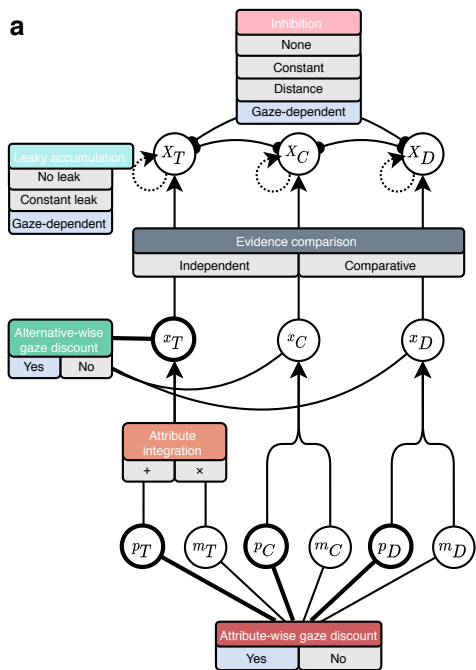 a
Inhibition
None
Constant
Distance
Gaze-dependent
Leaky accumulation
No leak
Constant leak
Gaze-dependent
X_T
X_C
X_D
Evidence comparison
Independent
Comparative
Alternative-wise
gaze discount
Yes
No
x_T
x_C
x_D
Attribute
integration
+
×
p_T
m_T
p_C
m_C
p_D
m_D
Attribute-wise gaze discount
Yes
No